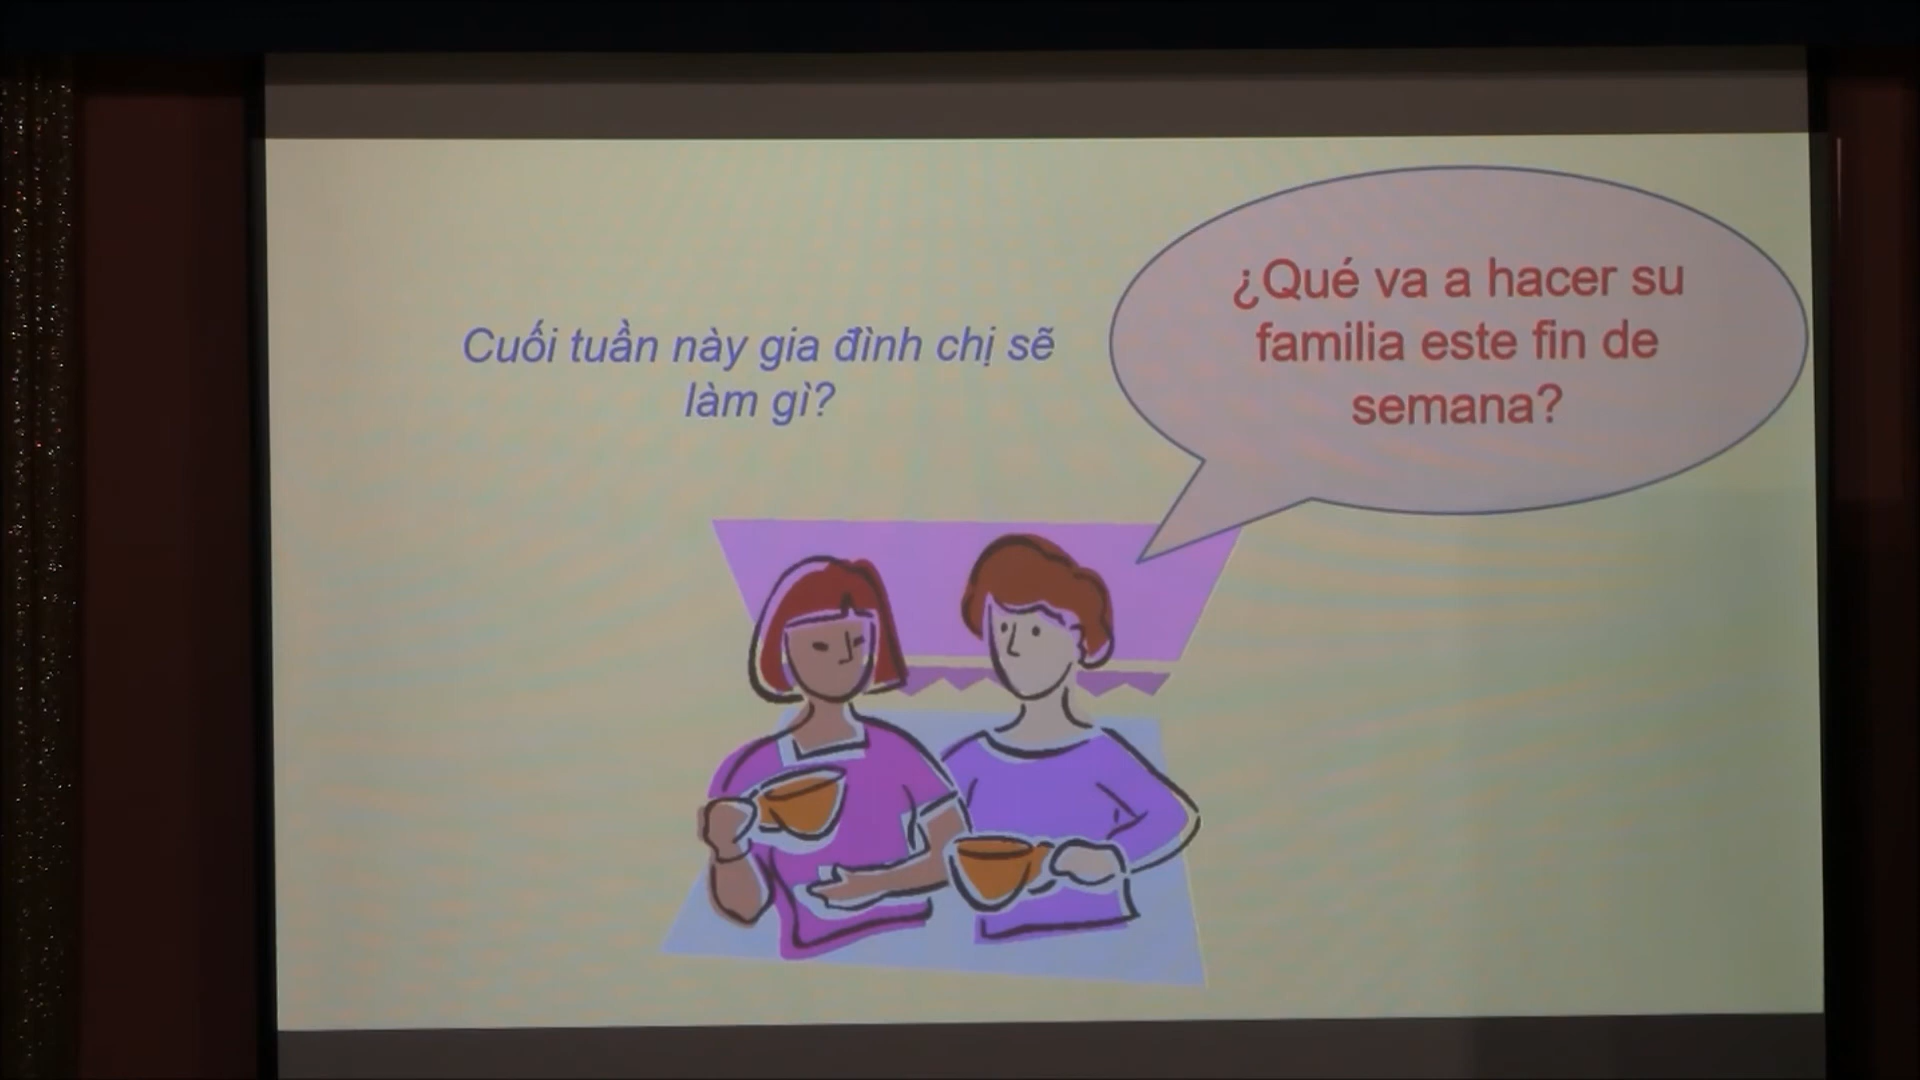 Cuối tuần này gia đình chị sẽ
làm gì?
¿Qué va a hacer su
familia este fin de
semana?